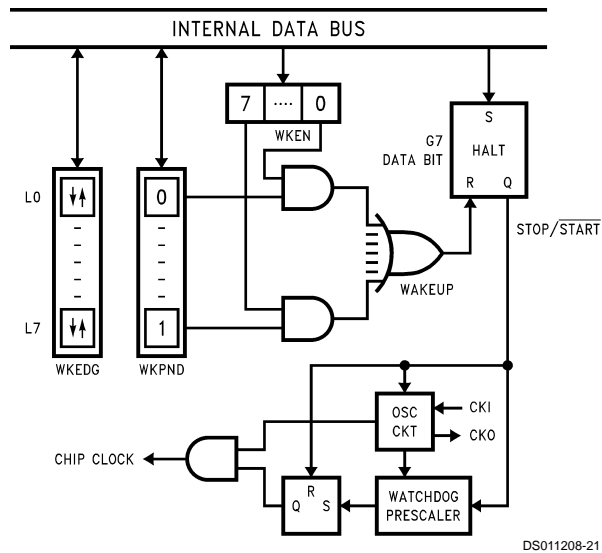 INTERNAL DATA BUS
7 .... 0
WKEN
S
G7
DATA BIT
HALT
R Q
STOP/START
L0
0
WAKEUP
L7
1
WKEDG
WKPND
OSC
CKT
CKI
CKO
CHIP CLOCK
R
Q S
WATCHDOG
PRESCALER
DS011208-21